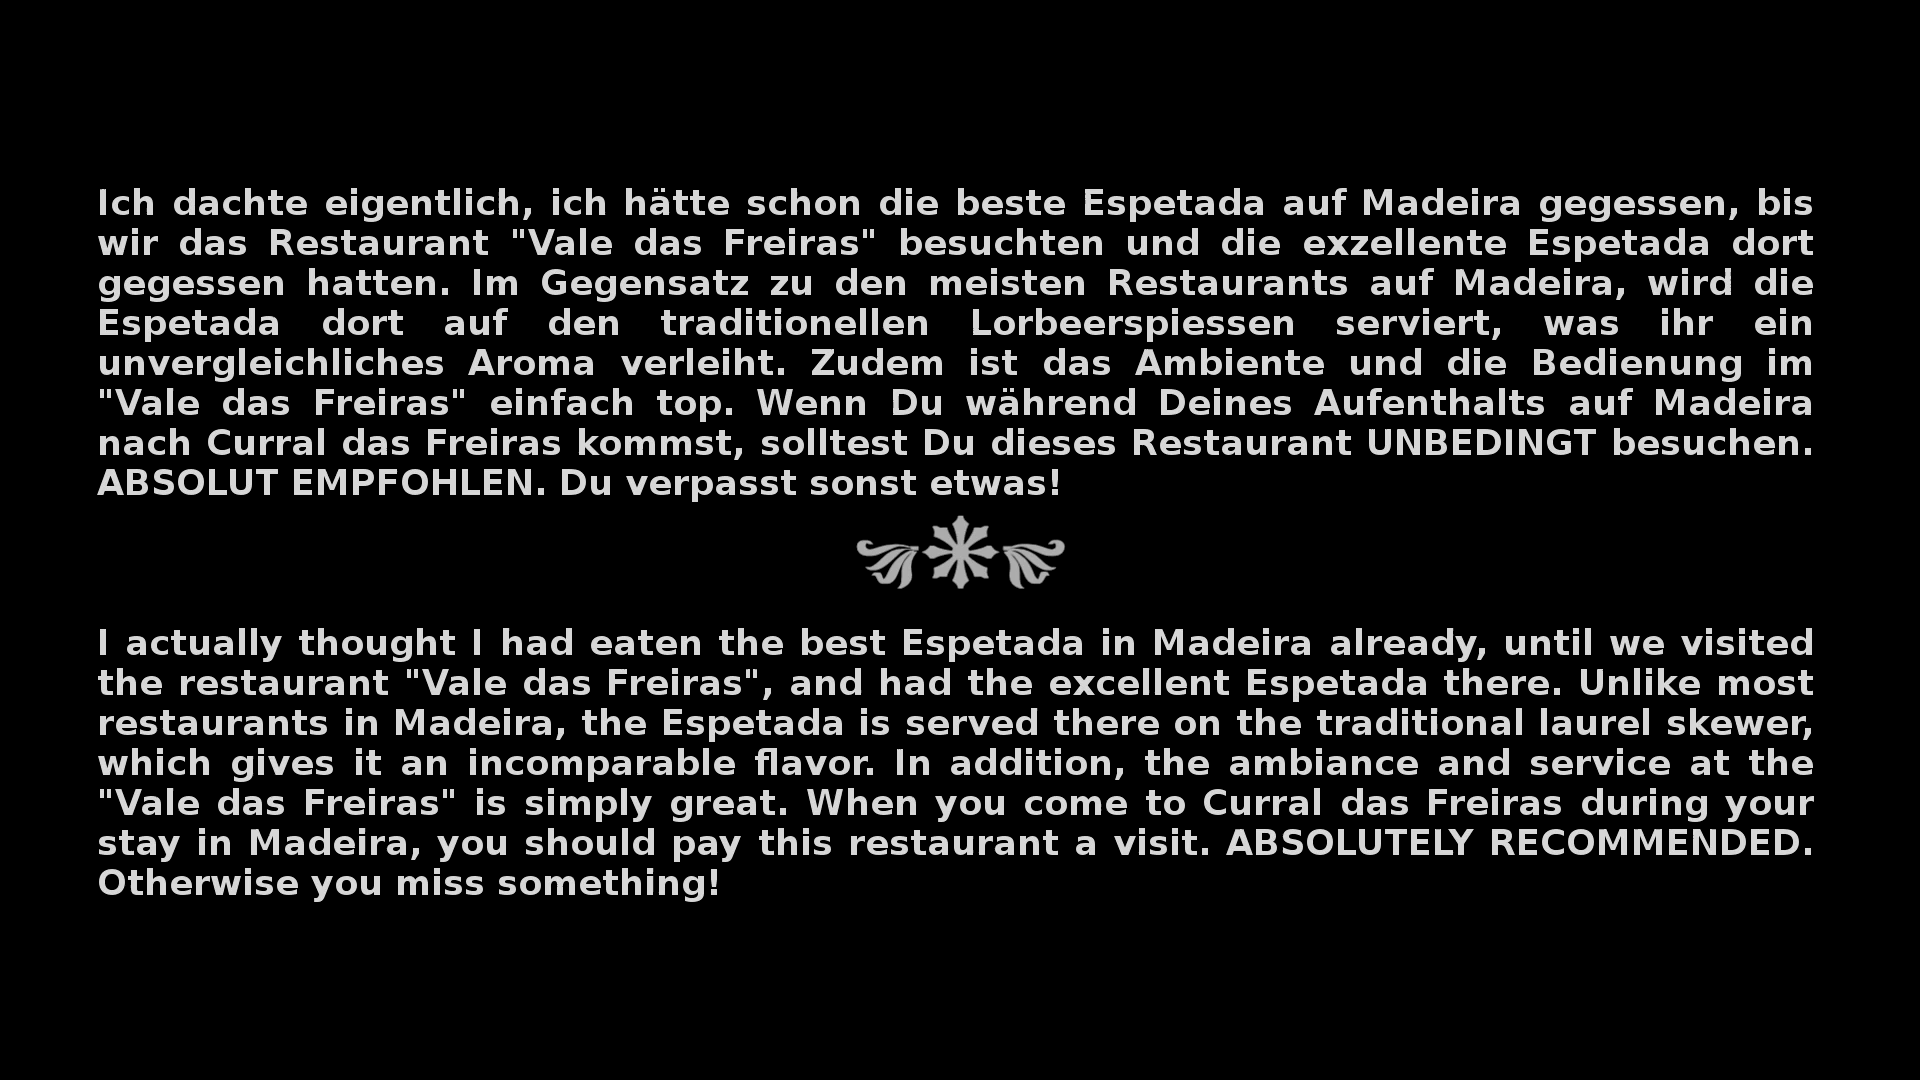 Ich dachte eigentlich, ich hätte schon die beste Espetada auf Madeira gegessen, bis
wir das Restaurant "Vale das Freiras" besuchten und die exzellente Espetada dort
gegessen hatten. Im Gegensatz zu den meisten Restaurants auf Madeira, wird die
Espetada dort auf den traditionellen Lorbeerspiessen serviert, was ihr ein
unvergleichliches Aroma verleiht. Zudem ist das Ambiente und die Bedienung im
"Vale das Freiras" einfach top. Wenn Du während Deines Aufenthalts auf Madeira
nach Curral das Freiras kommst, solltest Du dieses Restaurant UNBEDINGT besuchen.
ABSOLUT EMPFOHLEN. Du verpasst sonst etwas!
I actually thought I had eaten the best Espetada in Madeira already, until we visited
the restaurant "Vale das Freiras", and had the excellent Espetada there. Unlike most
restaurants in Madeira, the Espetada is served there on the traditional laurel skewer,
which gives it an incomparable flavor. In addition, the ambiance and service at the
"Vale das Freiras" is simply great. When you come to Curral das Freiras during your
stay in Madeira, you should pay this restaurant a visit. ABSOLUTELY RECOMMENDED.
Otherwise you miss something!